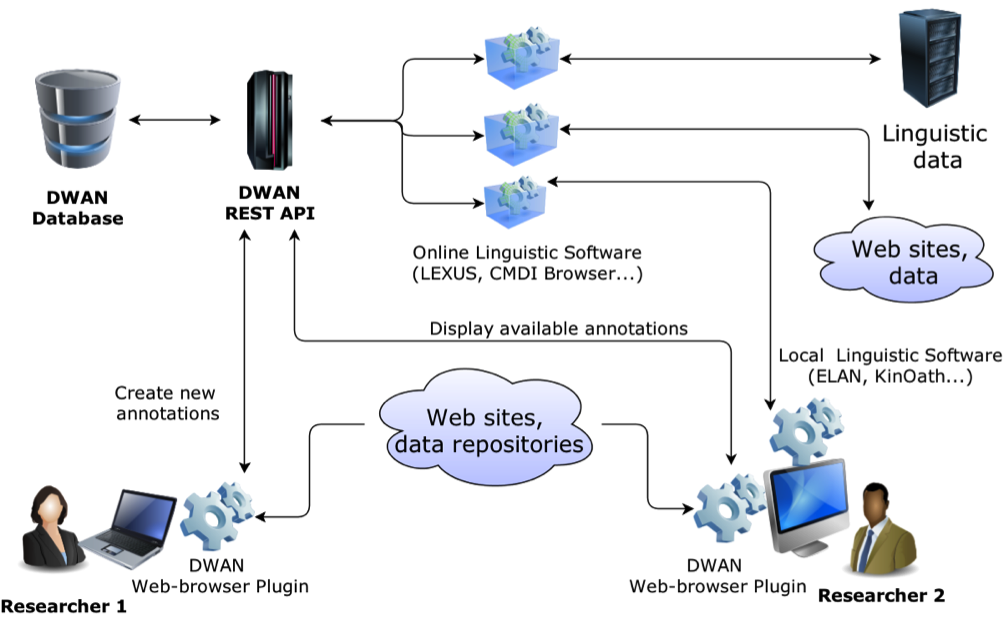 Linguistic
data
DWAN
Database
DWAN
REST API
Online Linguistic Software
(LEXUS, CMDI Browser...)
Web sites,
data
Display available annotations
Local Linguistic Software
(ELAN, KinOath...)
Create new
annotations
Web sites,
data repositories
DWAN
Web-browser Plugin
Researcher 1
DWAN
Web-browser Plugin
Researcher 2